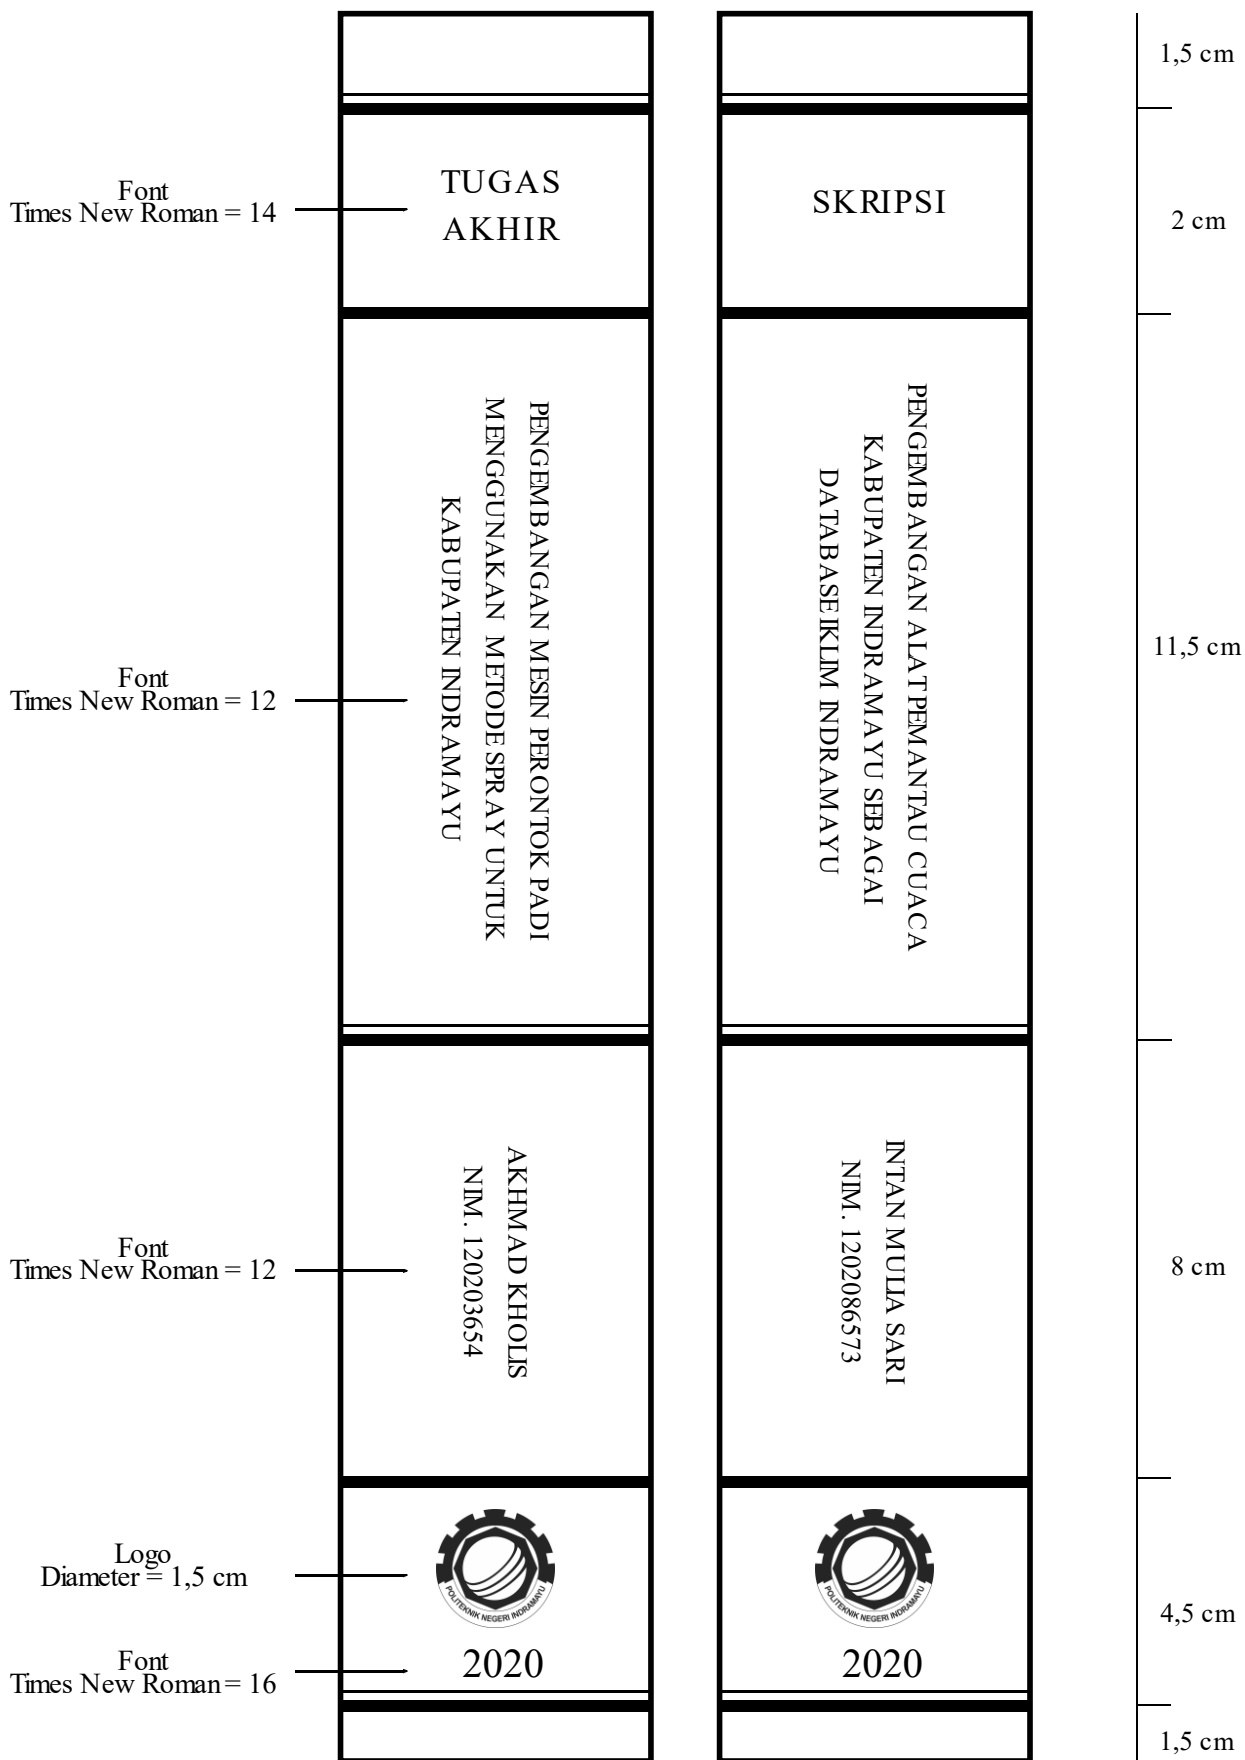 1,5 cm
Font
Times New Roman = 14
TUGAS
AKHIR
SKRIPSI
2 cm
PENGEMBANGAN MESIN PERONTOK PADI
MENGGUNAKAN METODE SPRAY UNTUK
KABUPATEN INDRAMAYU
PENGEMBANGAN ALAT PEMANTAU CUACA
KABUPATEN INDRAMAYU SEBAGAI
DATABASE IKLIM INDRAMAYU
11,5 cm
Font
Times New Roman = 12
AKHMAD KHOLIS
NIM. 120203654
INTAN MULIA SARI
NIM. 1202086573
8 cm
Font
Times New Roman = 12
Logo
Diameter = 1,5 cm
POLITEKNIK NEGERI INDRAMAYU
POLITEKNIK NEGERI INDRAMAYU
4,5 cm
Font
Times New Roman = 16
2020
2020
1,5 cm